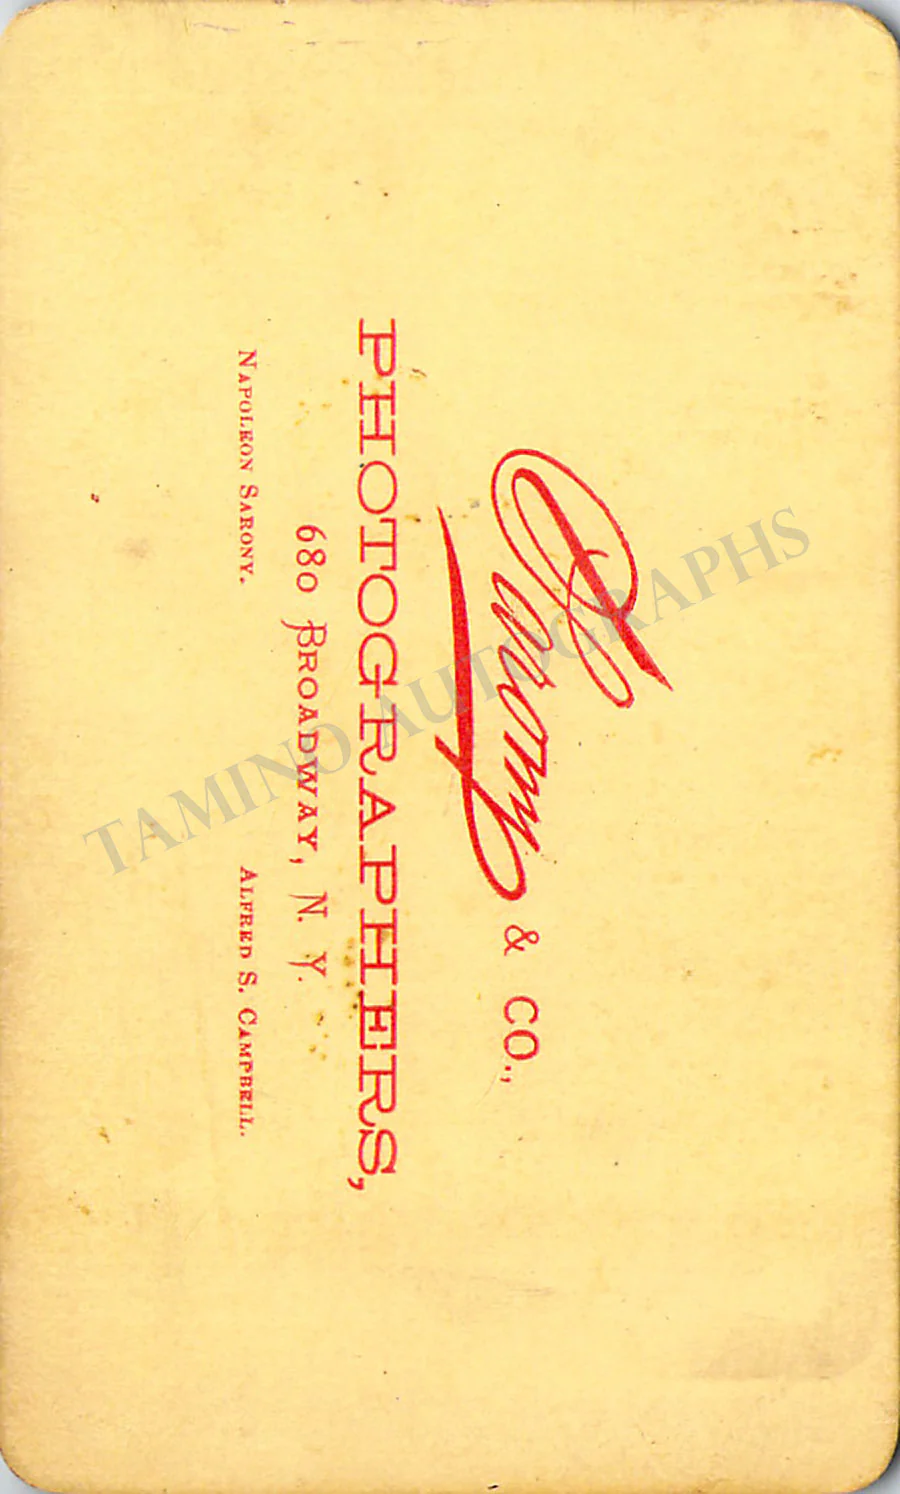 Sarony & CO.,
PHOTOGRAPHERS,
680 BROADWAY, N. Y.
NAPOLEON SARONY. ALFRED S. CAMPBELL.
TAMINO AUTOGRAPHS